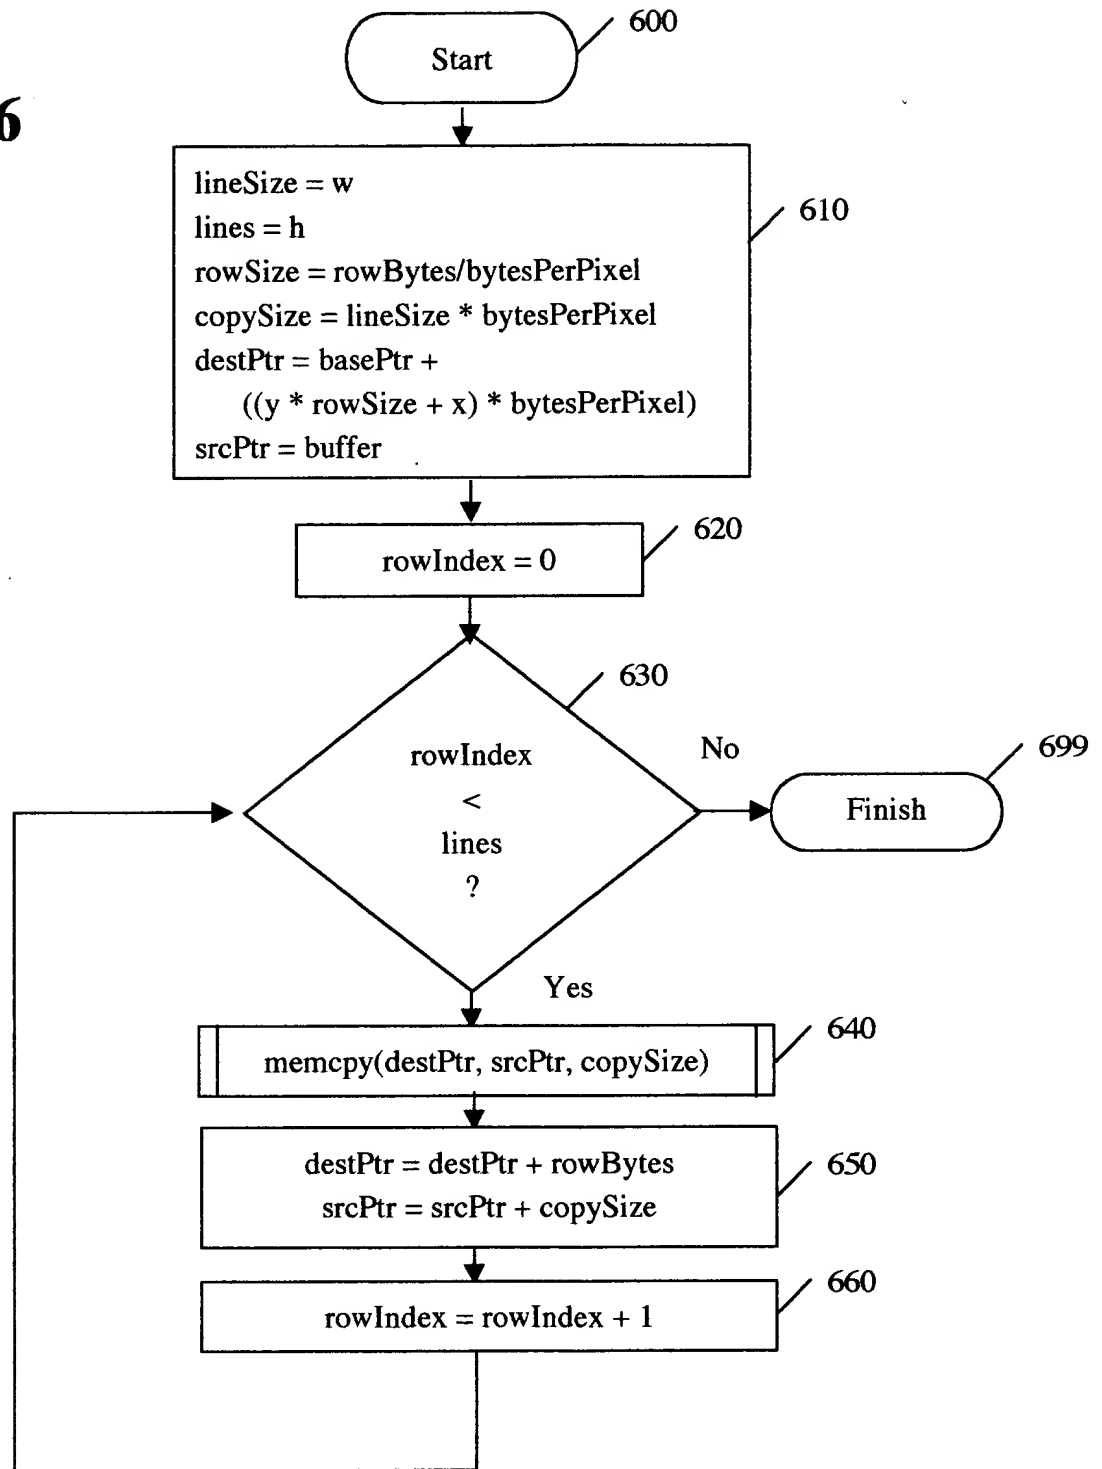 600
Start
6
lineSize = w
lines = h
rowSize = rowBytes/bytesPerPixel
copySize = lineSize * bytesPerPixel
destPtr = basePtr +
((y * rowSize + x) * bytesPerPixel)
srcPtr = buffer
610
620
rowIndex = 0
630
rowIndex
<
lines
?
No
699
Finish
Yes
640
memcpy(destPtr, srcPtr, copySize)
destPtr = destPtr + rowBytes
srcPtr = srcPtr + copySize
650
660
rowIndex = rowIndex + 1